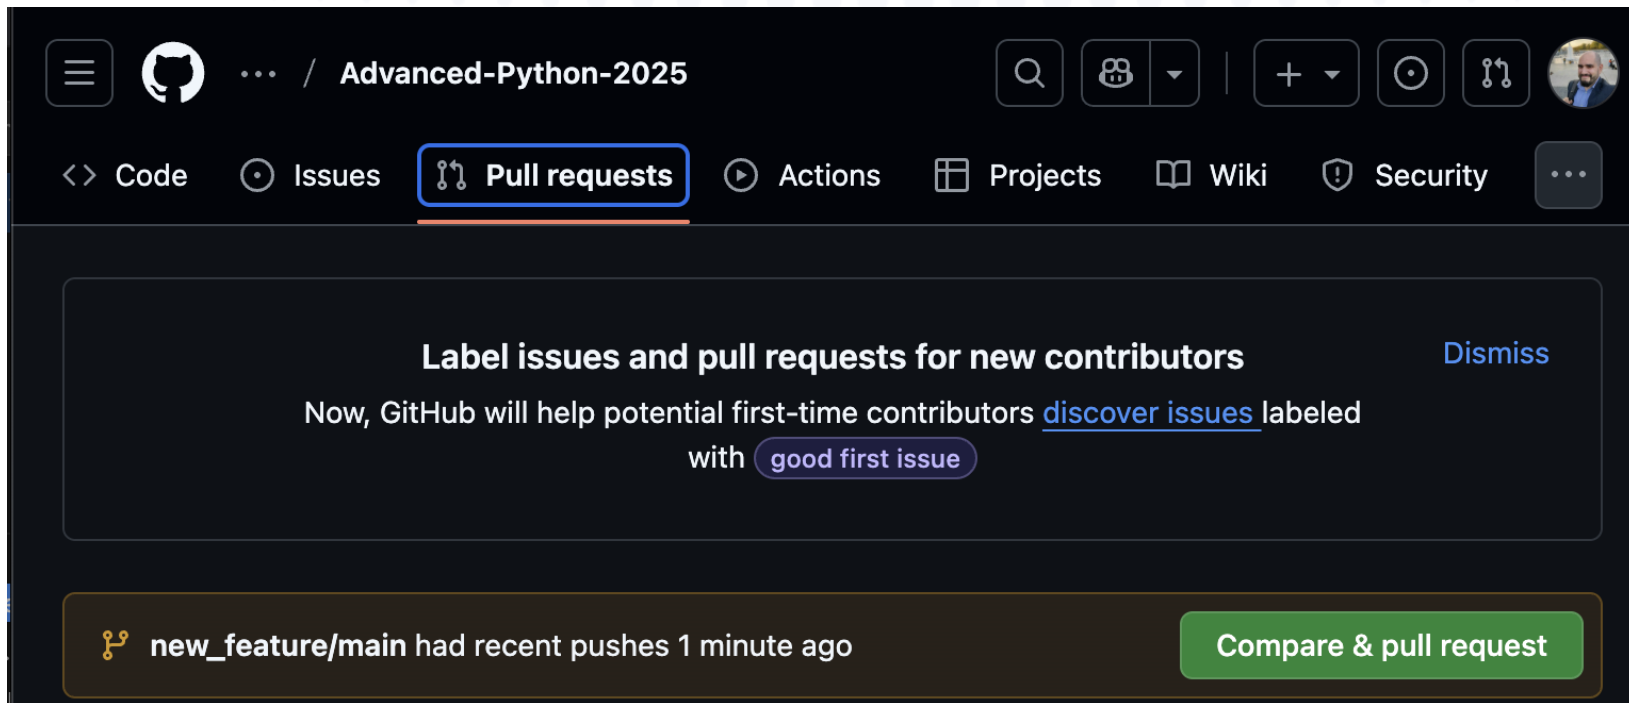 / Advanced-Python-2025
Code Issues Pull requests Actions Projects Wiki Security
Label issues and pull requests for new contributors
Dismiss
Now, GitHub will help potential first-time contributors discover issues labeled
with good first issue
new_feature/main had recent pushes 1 minute ago
Compare & pull request